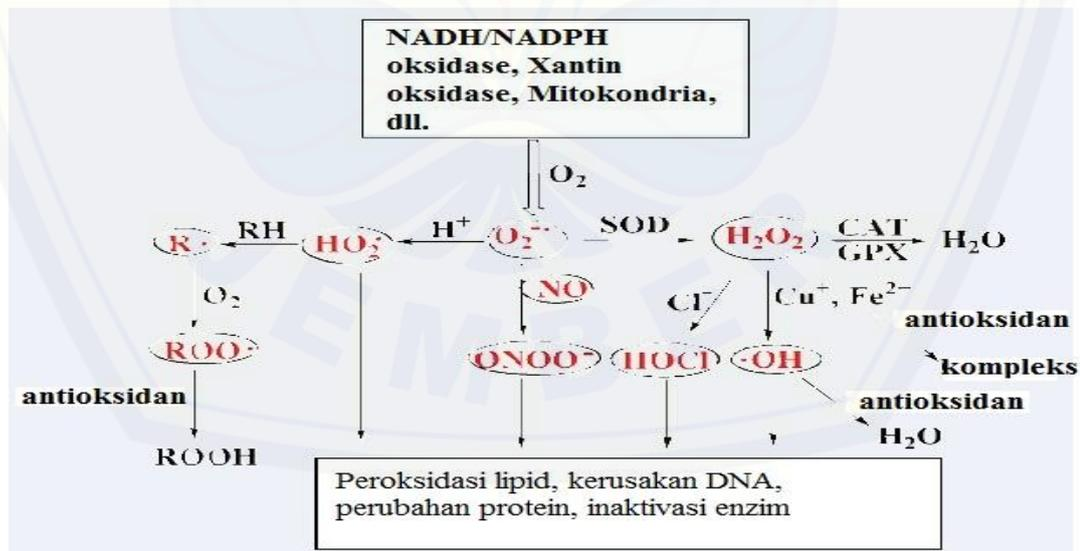 NADH/NADPH
oksidase, Xantin
oksidase, Mitokondria,
dll.
O₂
R· RH HO₂· H⁺ O₂⁻· SOD H₂O₂ CAT H₂O
GPX
O₂ NO Cl⁻ Cu⁺, Fe²⁻
antioksidan
ROO· ONOO⁻ HOCl ·OH kompleks
antioksidan antioksidan
H₂O
ROOH
Peroksidasi lipid, kerusakan DNA,
perubahan protein, inaktivasi enzim